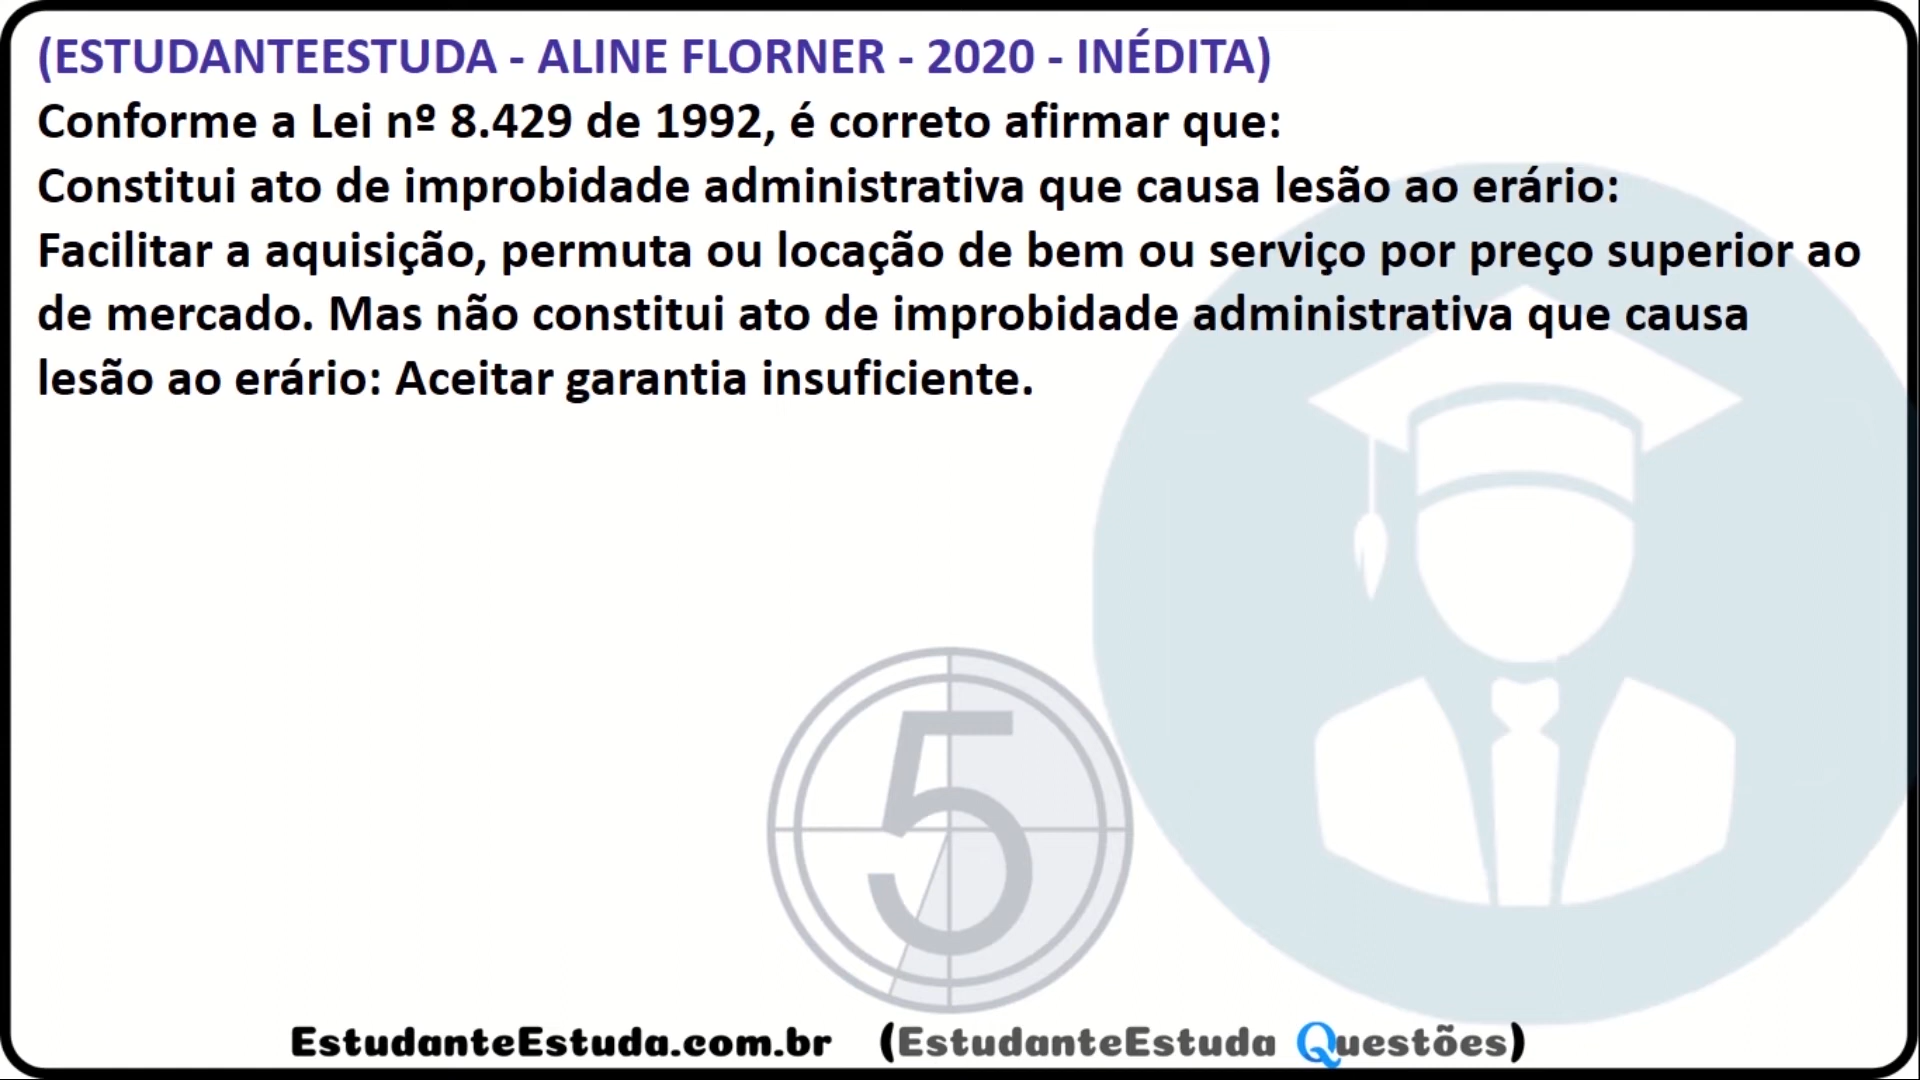 (ESTUDANTEESTUDA - ALINE FLORNER - 2020 - INÉDITA)
Conforme a Lei nº 8.429 de 1992, é correto afirmar que:
Constitui ato de improbidade administrativa que causa lesão ao erário:
Facilitar a aquisição, permuta ou locação de bem ou serviço por preço superior ao
de mercado. Mas não constitui ato de improbidade administrativa que causa
lesão ao erário: Aceitar garantia insuficiente.
5
EstudanteEstuda.com.br (EstudanteEstuda Questões)